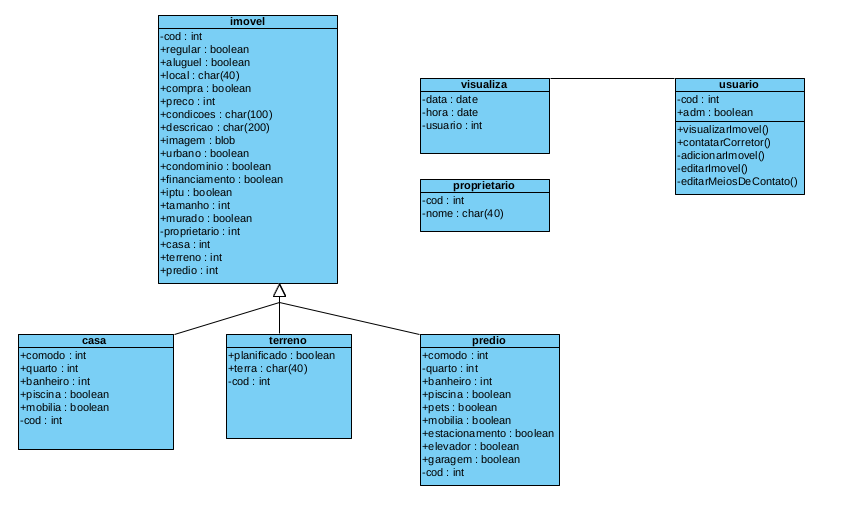 imovel
-cod : int
+regular : boolean
+aluguel : boolean
+local : char(40)
+compra : boolean
+preco : int
+condicoes : char(100)
+descricao : char(200)
+imagem : blob
+urbano : boolean
+condominio : boolean
+financiamento : boolean
+iptu : boolean
+tamanho : int
+murado : boolean
-proprietario : int
+casa : int
+terreno : int
+predio : int
visualiza
-data : date
-hora : date
-usuario : int
usuario
-cod : int
+adm : boolean
+visualizarImovel()
+contatarCorretor()
-adicionarImovel()
-editarImovel()
-editarMeiosDeContato()
proprietario
-cod : int
-nome : char(40)
casa
+comodo : int
+quarto : int
+banheiro : int
+piscina : boolean
+mobilia : boolean
-cod : int
terreno
+planificado : boolean
+terra : char(40)
-cod : int
predio
+comodo : int
-quarto : int
+banheiro : int
+piscina : boolean
+pets : boolean
+mobilia : boolean
+estacionamento : boolean
+elevador : boolean
+garagem : boolean
-cod : int